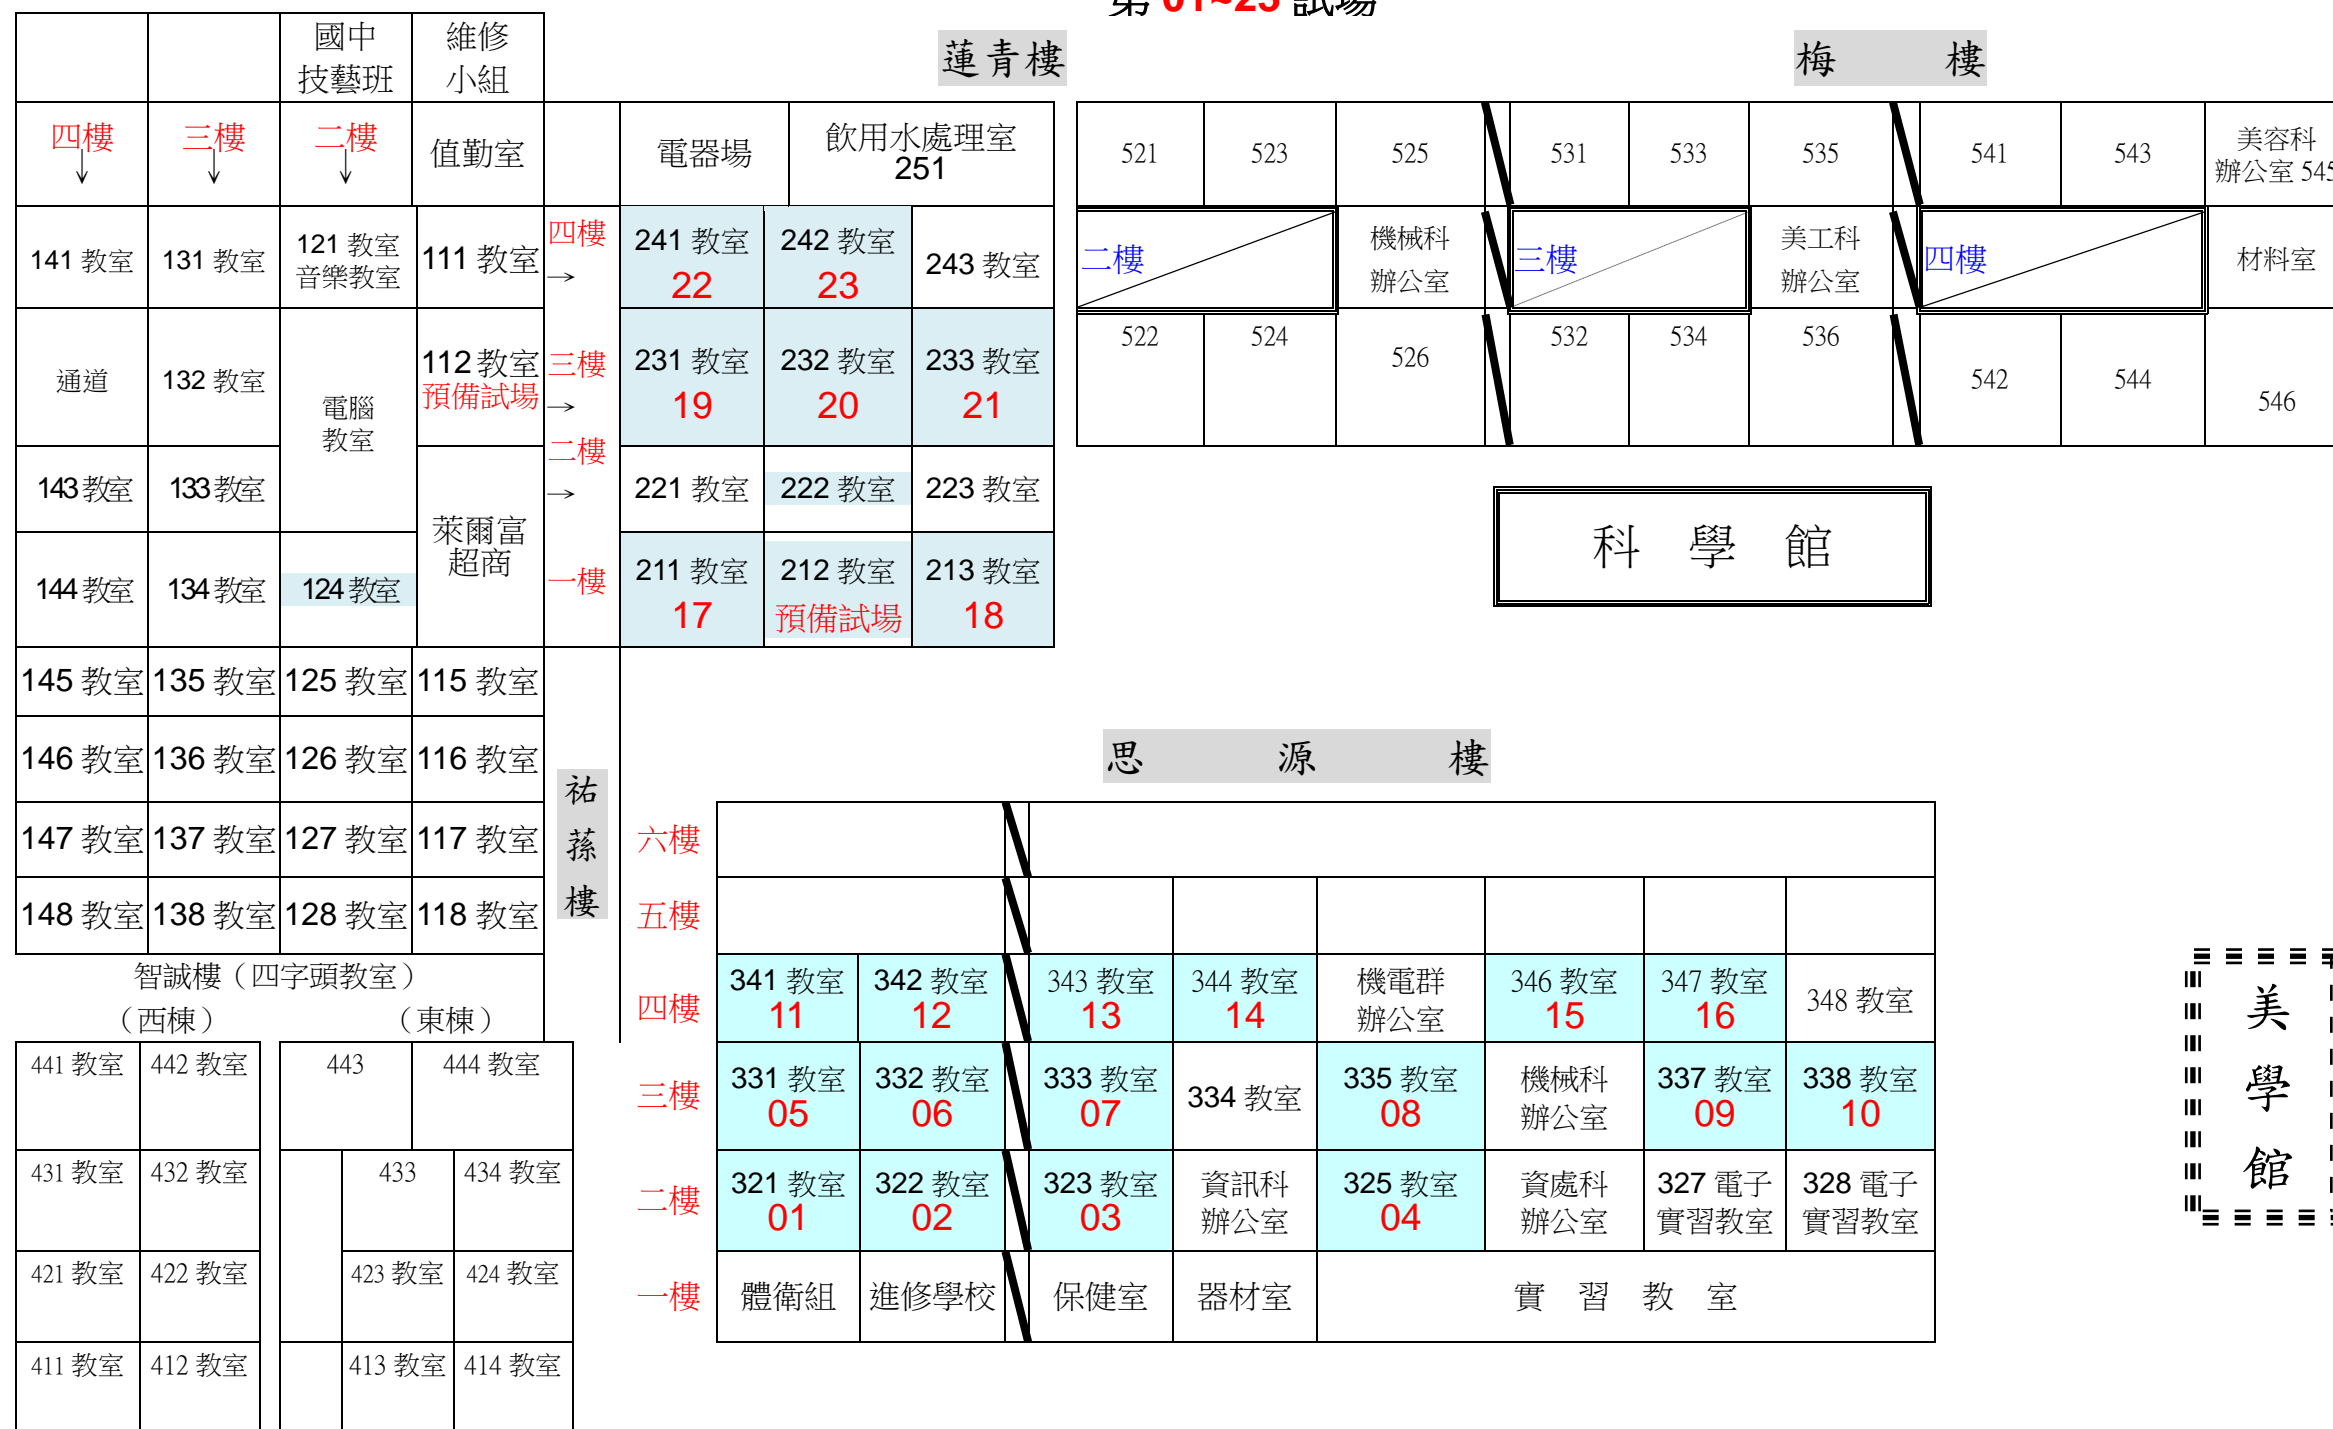 第 01~23 試場
蓮青樓
梅 樓
國中
技藝班
維修
小組
四樓
↓
三樓
↓
二樓
↓
值勤室
電器場
飲用水處理室
251
141 教室
131 教室
121 教室
音樂教室
111 教室
四樓
→
241 教室
22
242 教室
23
243 教室
通道
132 教室
電腦
教室
112 教室
預備試場
三樓
→
231 教室
19
232 教室
20
233 教室
21
143 教室
133 教室
二樓
→
221 教室
222 教室
223 教室
萊爾富
超商
144 教室
134 教室
124 教室
一樓
211 教室
17
212 教室
預備試場
213 教室
18
145 教室
135 教室
125 教室
115 教室
146 教室
136 教室
126 教室
116 教室
147 教室
137 教室
127 教室
117 教室
148 教室
138 教室
128 教室
118 教室
祐蓀樓
521
523
525
531
533
535
541
543
美容科
辦公室 545
二樓
機械科
辦公室
三樓
美工科
辦公室
四樓
材料室
522
524
526
532
534
536
542
544
546
科 學 館
思 源 樓
六樓
五樓
四樓
341 教室
11
342 教室
12
343 教室
13
344 教室
14
機電群
辦公室
346 教室
15
347 教室
16
348 教室
三樓
331 教室
05
332 教室
06
333 教室
07
334 教室
335 教室
08
機械科
辦公室
337 教室
09
338 教室
10
二樓
321 教室
01
322 教室
02
323 教室
03
資訊科
辦公室
325 教室
04
資處科
辦公室
327 電子
實習教室
328 電子
實習教室
一樓
體衛組
進修學校
保健室
器材室
實 習 教 室
美學館
智誠樓（四字頭教室）
（西棟）
（東棟）
441 教室
442 教室
443
444 教室
431 教室
432 教室
433
434 教室
421 教室
422 教室
423 教室
424 教室
411 教室
412 教室
413 教室
414 教室